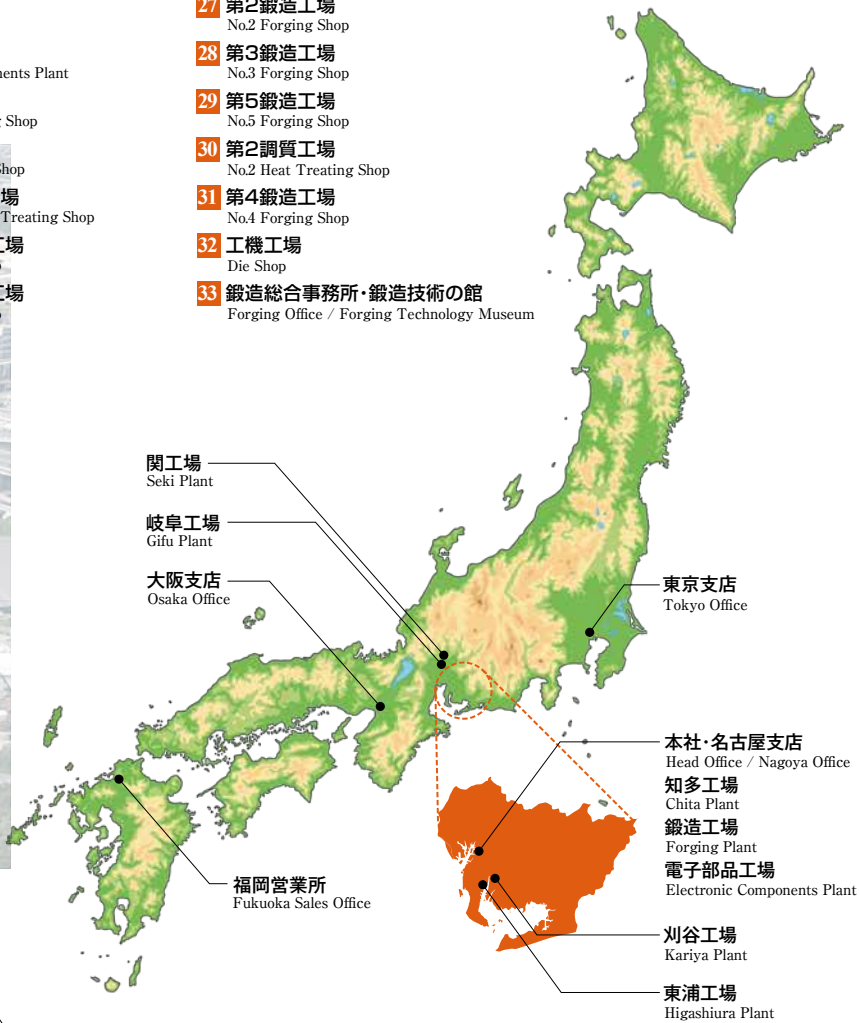 ents Plant
Shop
Shop
場
Treating Shop
工場
工場
27 第2鍛造工場
No.2 Forging Shop
28 第3鍛造工場
No.3 Forging Shop
29 第5鍛造工場
No.5 Forging Shop
30 第2調質工場
No.2 Heat Treating Shop
31 第4鍛造工場
No.4 Forging Shop
32 工機工場
Die Shop
33 鍛造総合事務所・鍛造技術の館
Forging Office / Forging Technology Museum
関工場
Seki Plant
岐阜工場
Gifu Plant
大阪支店
Osaka Office
東京支店
Tokyo Office
本社・名古屋支店
Head Office / Nagoya Office
知多工場
Chita Plant
鍛造工場
Forging Plant
電子部品工場
Electronic Components Plant
福岡営業所
Fukuoka Sales Office
刈谷工場
Kariya Plant
東浦工場
Higashiura Plant